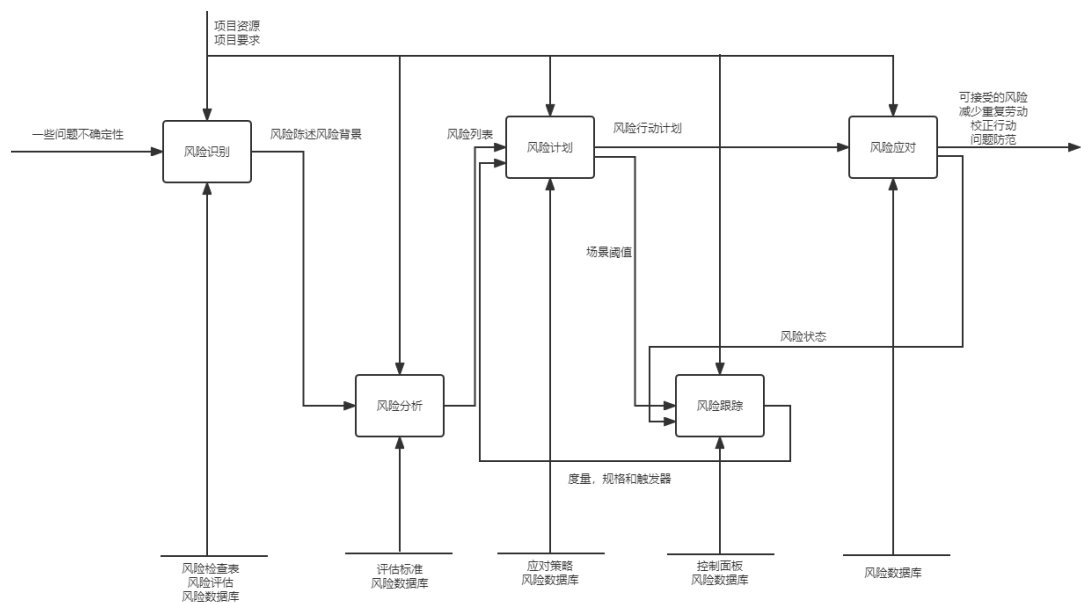 项目资源
项目要求
一些问题不确定性
风险识别
风险陈述风险背景
风险列表
风险计划
风险行动计划
风险应对
可接受的风险
减少重复劳动
校正行动
问题防范
场景阈值
风险状态
风险分析
风险跟踪
度量，规格和触发器
风险检查表
风险评估
风险数据库
评估标准
风险数据库
应对策略
风险数据库
控制面板
风险数据库
风险数据库